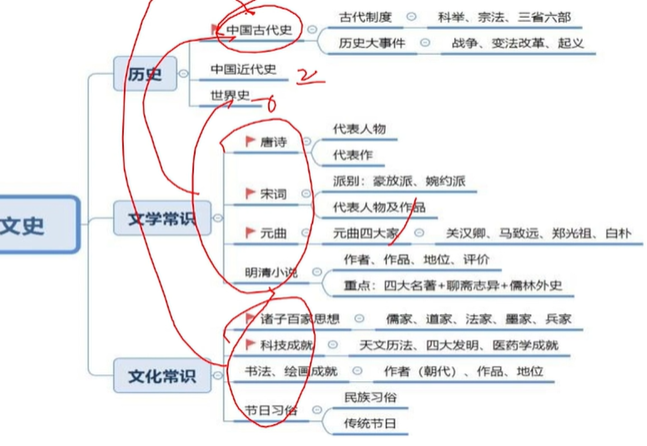 文史
历史
中国古代史
古代制度
科举、宗法、三省六部
历史大事件
战争、变法改革、起义
中国近代史
2
世界史
文学常识
唐诗
代表人物
代表作
宋词
派别：豪放派、婉约派
代表人物及作品
元曲
元曲四大家
关汉卿、马致远、郑光祖、白朴
明清小说
作者、作品、地位、评价
重点：四大名著+聊斋志异+儒林外史
文化常识
诸子百家思想
儒家、道家、法家、墨家、兵家
科技成就
天文历法、四大发明、医药学成就
书法、绘画成就
作者（朝代）、作品、地位
节日习俗
民族习俗
传统节日